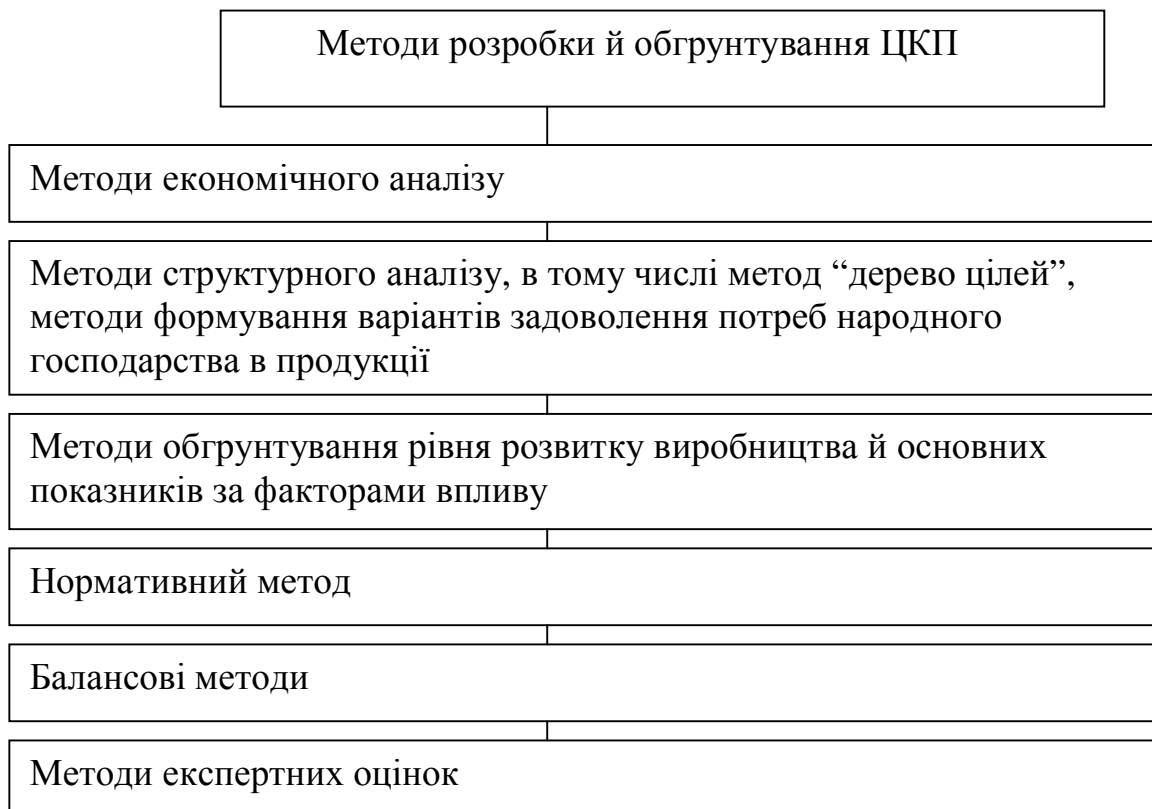 Методи розробки й обгрунтування ЦКП
Методи економічного аналізу
Методи структурного аналізу, в тому числі метод “дерево цілей”,
методи формування варіантів задоволення потреб народного
господарства в продукції
Методи обгрунтування рівня розвитку виробництва й основних
показників за факторами впливу
Нормативний метод
Балансові методи
Методи експертних оцінок